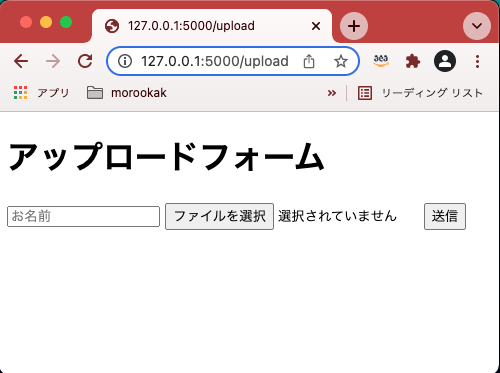 127.0.0.1:5000/upload
127.0.0.1:5000/upload
アプリ morookak » リーディング リスト
アップロードフォーム
お名前 ファイルを選択 選択されていません 送信